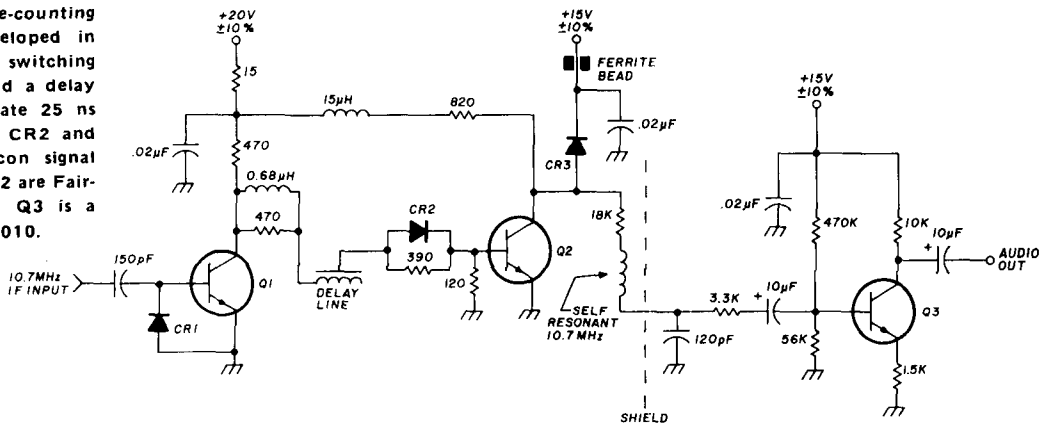 e-counting
eloped in
switching
d a delay
ate 25 ns
CR2 and
con signal
2 are Fair-
Q3 is a
010.
+20V
±10%
15
15μH
820
.02μF
470
0.68μH
470
150pF
10.7MHz
IF INPUT
CR1
Q1
DELAY
LINE
CR2
390
120
Q2
+15V
±10%
FERRITE
BEAD
.02μF
CR3
18K
SELF
RESONANT
10.7MHz
SHIELD
120pF
3.3K
+
10μF
+15V
±10%
.02μF
470K
10K
56K
+
10μF
AUDIO
OUT
Q3
1.5K